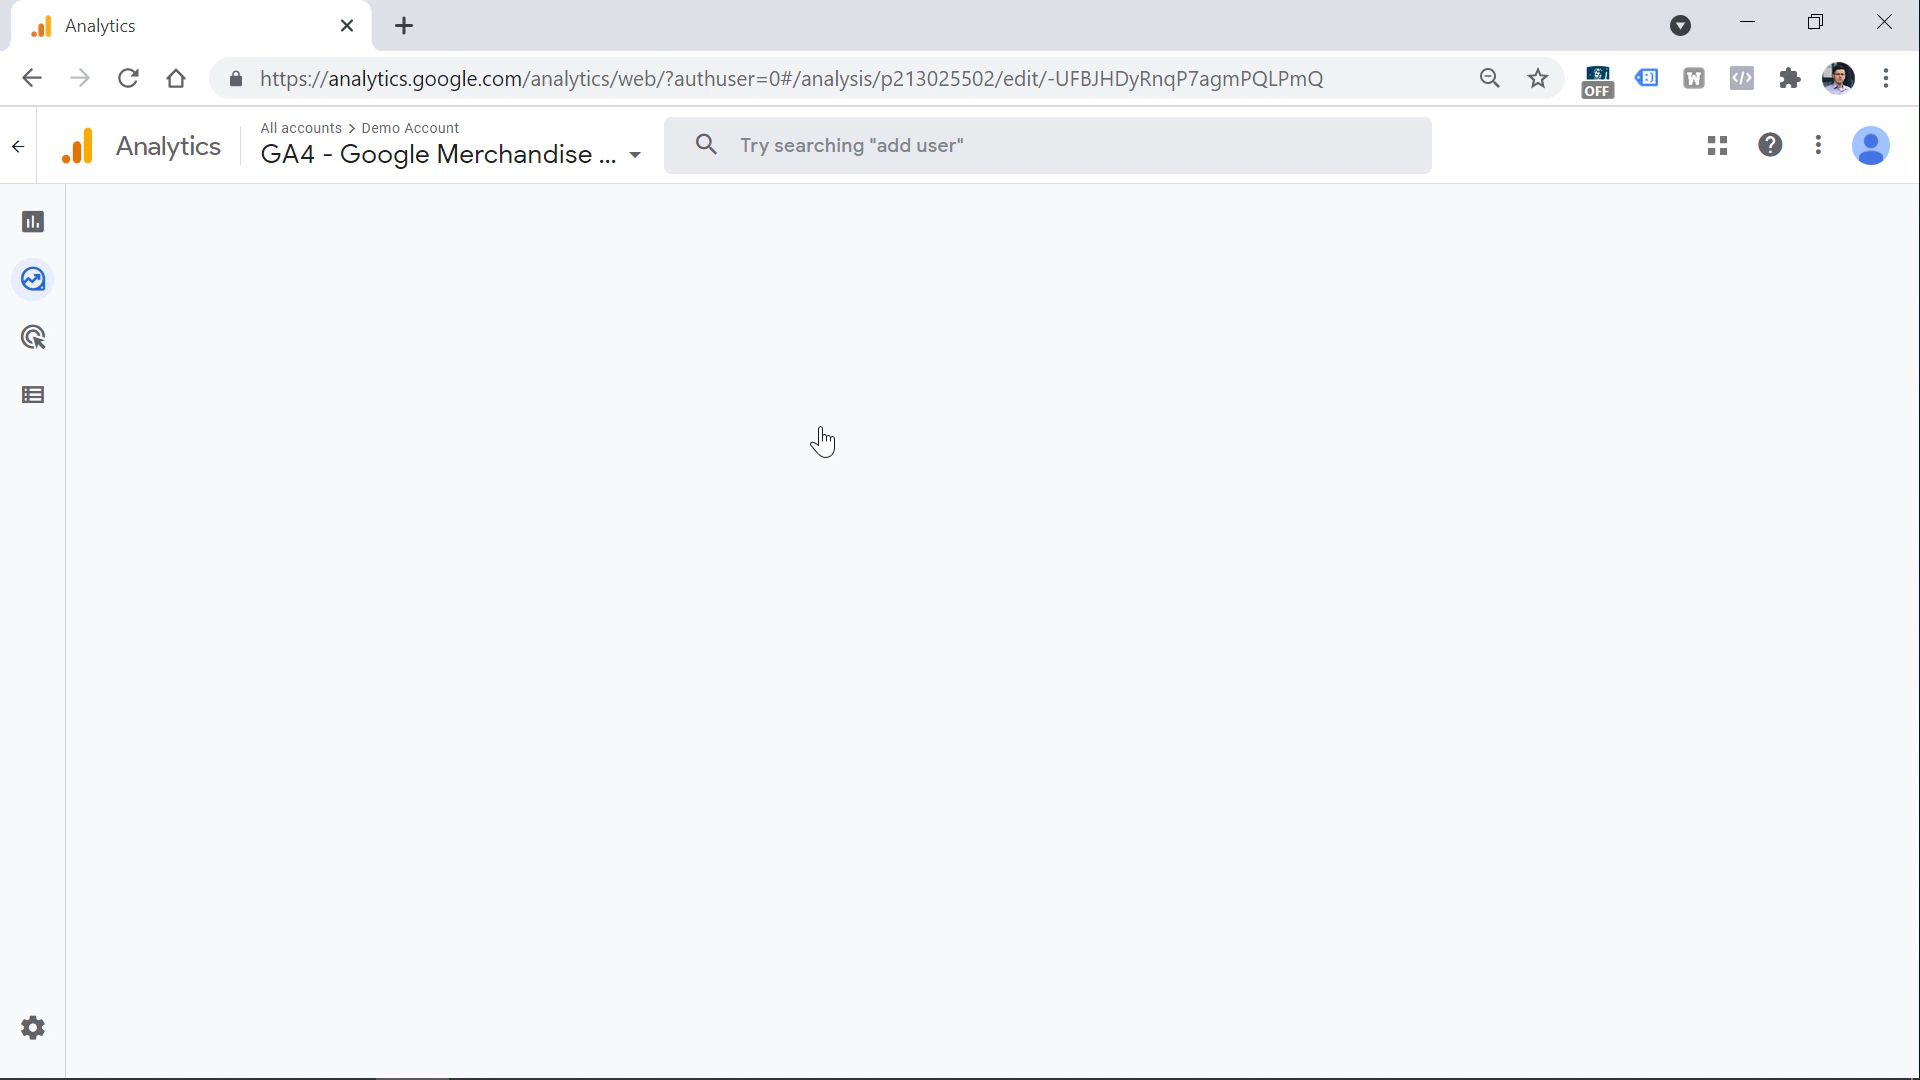 Analytics
https://analytics.google.com/analytics/web/?authuser=0#/analysis/p213025502/edit/-UFBJHDyRnqP7agmPQLPmQ
OFF
W
Analytics
All accounts > Demo Account
GA4 - Google Merchandise ...
Try searching "add user"